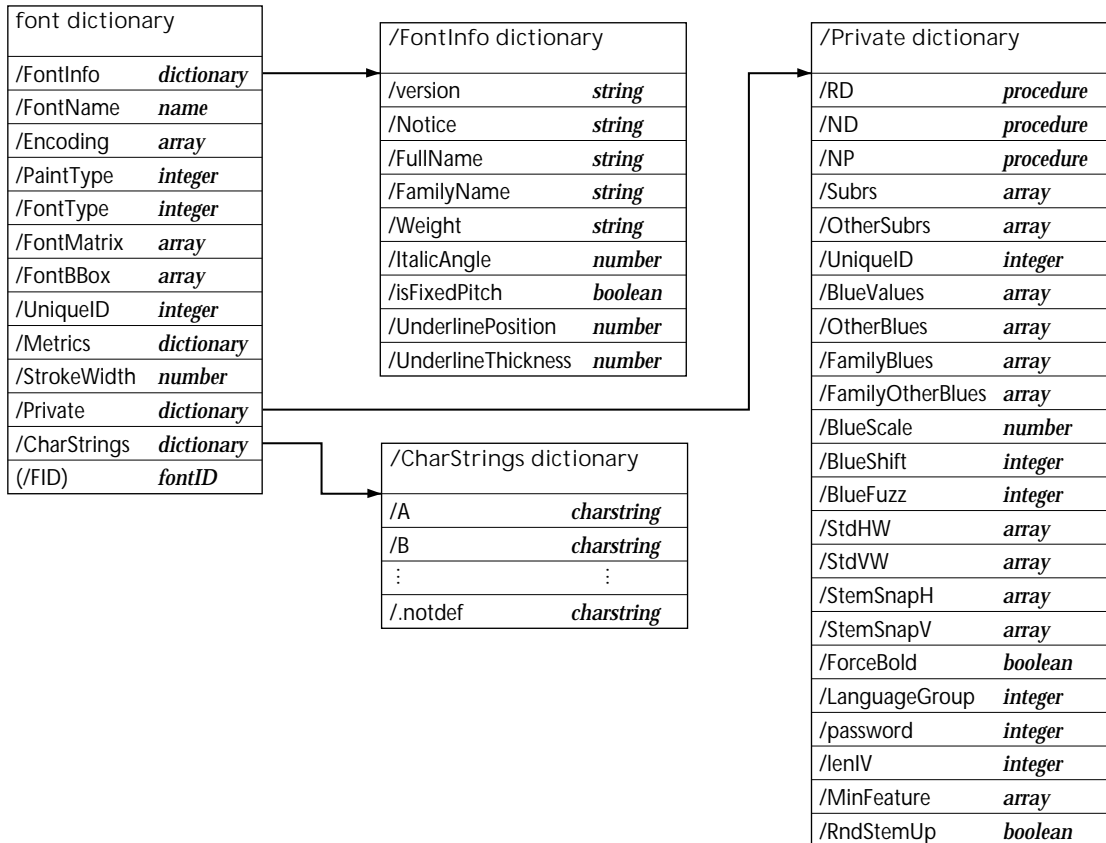 font dictionary
/FontInfo dictionary
/FontName name
/Encoding array
/PaintType integer
/FontType integer
/FontMatrix array
/FontBBox array
/UniqueID integer
/Metrics dictionary
/StrokeWidth number
/Private dictionary
/CharStrings dictionary
(/FID) fontID
/FontInfo dictionary
/version string
/Notice string
/FullName string
/FamilyName string
/Weight string
/ItalicAngle number
/isFixedPitch boolean
/UnderlinePosition number
/UnderlineThickness number
/CharStrings dictionary
/A charstring
/B charstring
⋮ ⋮
/.notdef charstring
/Private dictionary
/RD procedure
/ND procedure
/NP procedure
/Subrs array
/OtherSubrs array
/UniqueID integer
/BlueValues array
/OtherBlues array
/FamilyBlues array
/FamilyOtherBlues array
/BlueScale number
/BlueShift integer
/BlueFuzz integer
/StdHW array
/StdVW array
/StemSnapH array
/StemSnapV array
/ForceBold boolean
/LanguageGroup integer
/password integer
/lenIV integer
/MinFeature array
/RndStemUp boolean